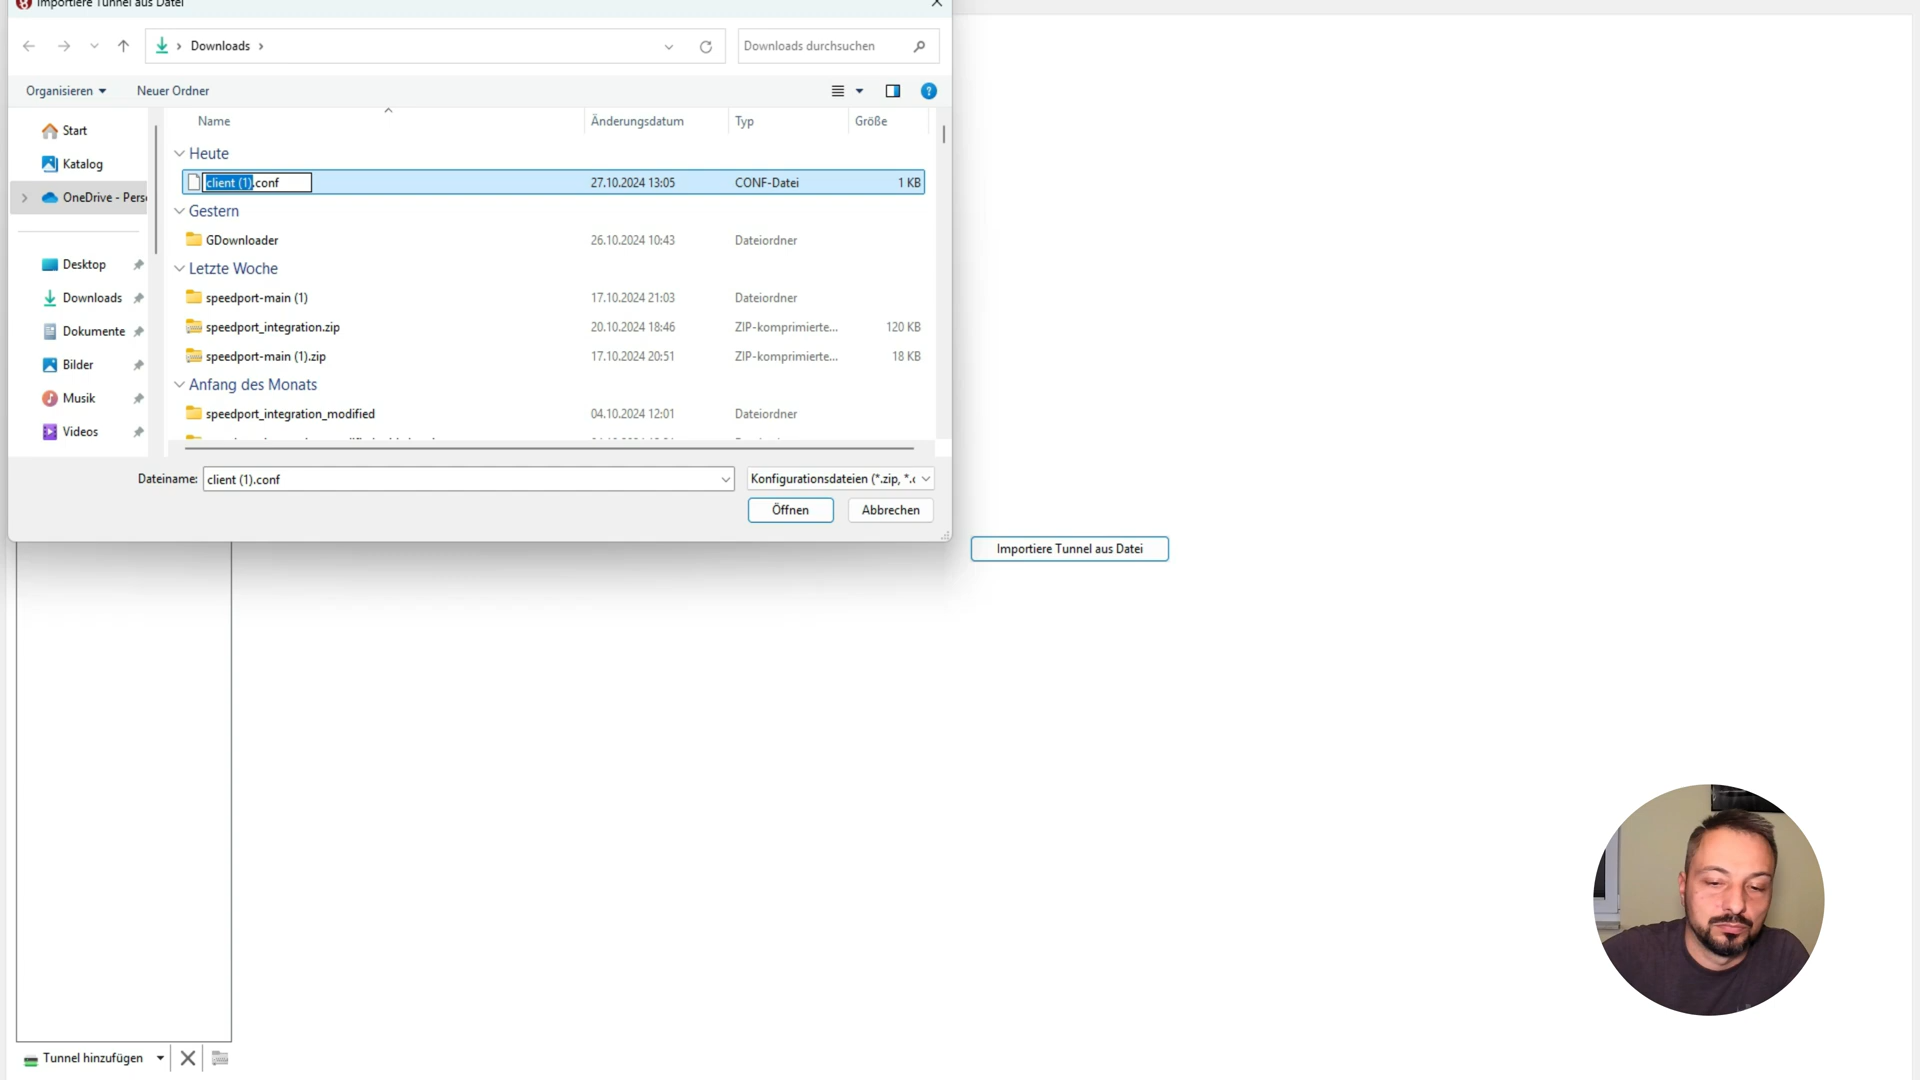 Importiere Tunnel aus Datei
Downloads
Downloads durchsuchen
Organisieren
Neuer Ordner
Name
Änderungsdatum
Typ
Größe
Start
Katalog
OneDrive - Pers
Desktop
Downloads
Dokumente
Bilder
Musik
Videos
Heute
client (1).conf 27.10.2024 13:05 CONF-Datei 1 KB
Gestern
GDownloader 26.10.2024 10:43 Dateiordner
Letzte Woche
speedport-main (1) 17.10.2024 21:03 Dateiordner
speedport_integration.zip 20.10.2024 18:46 ZIP-komprimierte... 120 KB
speedport-main (1).zip 17.10.2024 20:51 ZIP-komprimierte... 18 KB
Anfang des Monats
speedport_integration_modified 04.10.2024 12:01 Dateiordner
Dateiname: client (1).conf
Konfigurationsdateien (*.zip, *.c
Öffnen
Abbrechen
Importiere Tunnel aus Datei
Tunnel hinzufügen